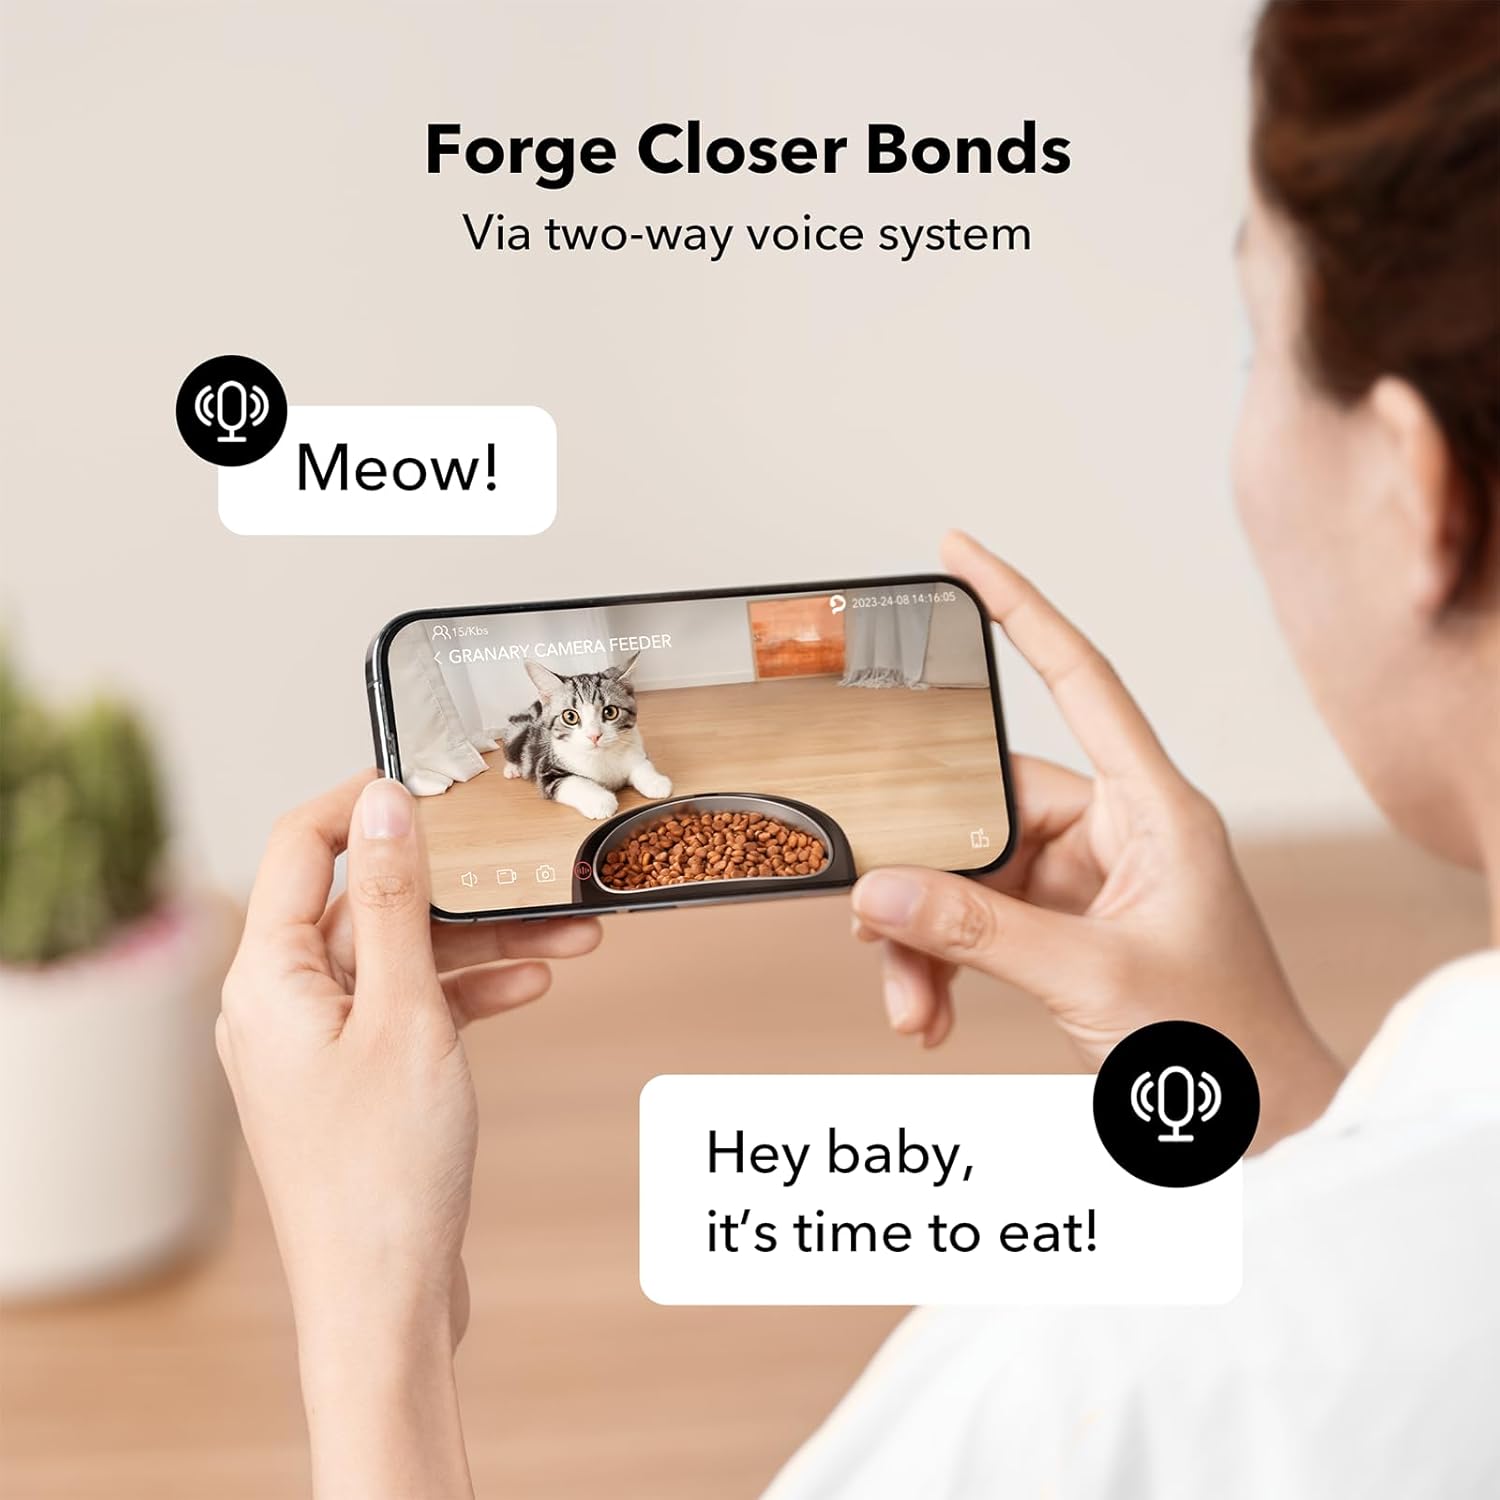 Forge Closer Bonds
Via two-way voice system
Meow!
15/Kbs
2023-24-08 14:16:05
< GRANARY CAMERA FEEDER
Hey baby,
it's time to eat!